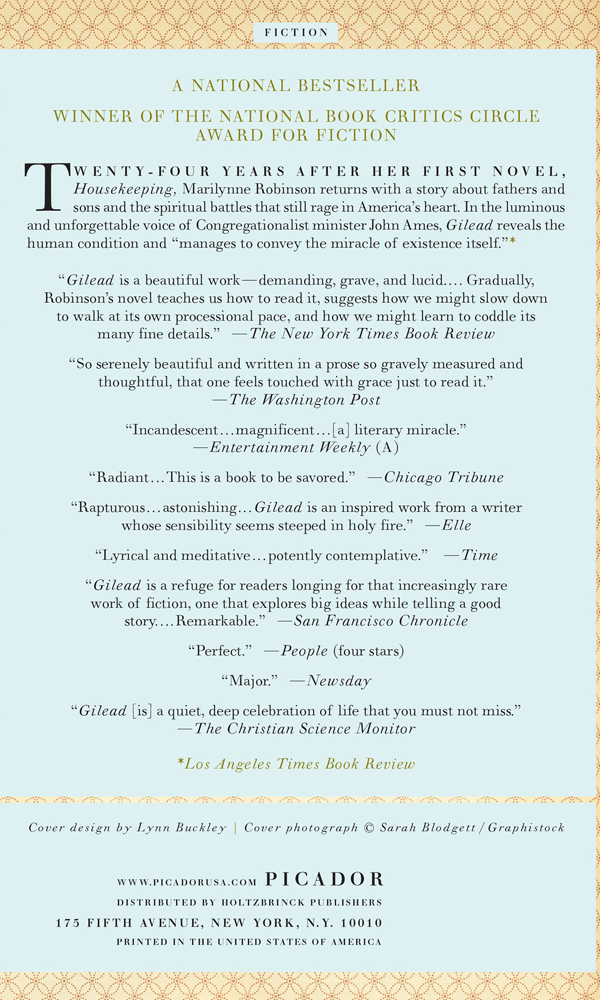 FICTION
A NATIONAL BESTSELLER
WINNER OF THE NATIONAL BOOK CRITICS CIRCLE
AWARD FOR FICTION
TWENTY-FOUR YEARS AFTER HER FIRST NOVEL,
Housekeeping, Marilynne Robinson returns with a story about fathers and
sons and the spiritual battles that still rage in America’s heart. In the luminous
and unforgettable voice of Congregationalist minister John Ames, Gilead reveals the
human condition and “manages to convey the miracle of existence itself.”*
“Gilead is a beautiful work—demanding, grave, and lucid.... Gradually,
Robinson’s novel teaches us how to read it, suggests how we might slow down
to walk at its own processional pace, and how we might learn to coddle its
many fine details.” —The New York Times Book Review
“So serenely beautiful and written in a prose so gravely measured and
thoughtful, that one feels touched with grace just to read it.”
—The Washington Post
“Incandescent...magnificent...[a] literary miracle.”
—Entertainment Weekly (A)
“Radiant...This is a book to be savored.” —Chicago Tribune
“Rapturous...astonishing...Gilead is an inspired work from a writer
whose sensibility seems steeped in holy fire.” —Elle
“Lyrical and meditative...potently contemplative.” —Time
“Gilead is a refuge for readers longing for that increasingly rare
work of fiction, one that explores big ideas while telling a good
story....Remarkable.” —San Francisco Chronicle
“Perfect.” —People (four stars)
“Major.” —Newsday
“Gilead [is] a quiet, deep celebration of life that you must not miss.”
—The Christian Science Monitor
*Los Angeles Times Book Review
Cover design by Lynn Buckley | Cover photograph © Sarah Blodgett / Graphistock
WWW.PICADORUSA.COM PICADOR
DISTRIBUTED BY HOLTZBRINCK PUBLISHERS
175 FIFTH AVENUE, NEW YORK, N.Y. 10010
PRINTED IN THE UNITED STATES OF AMERICA